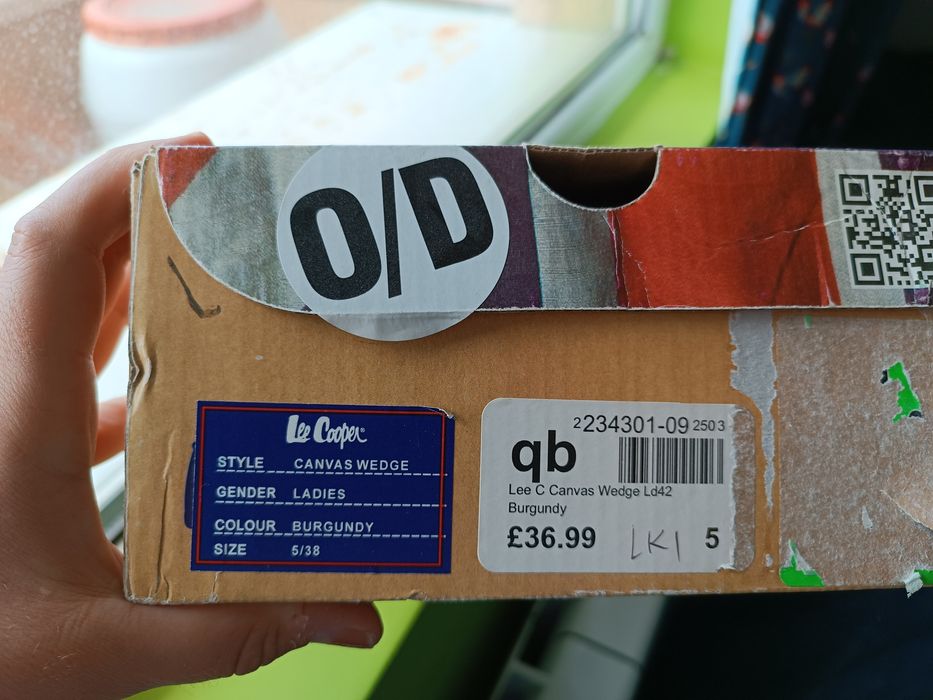 O/D
Lee Cooper®
STYLE CANVAS WEDGE
GENDER LADIES
COLOUR BURGUNDY
SIZE 5/38
2234301-09 2503
qb
Lee C Canvas Wedge Ld42
Burgundy
£36.99 LK1 5